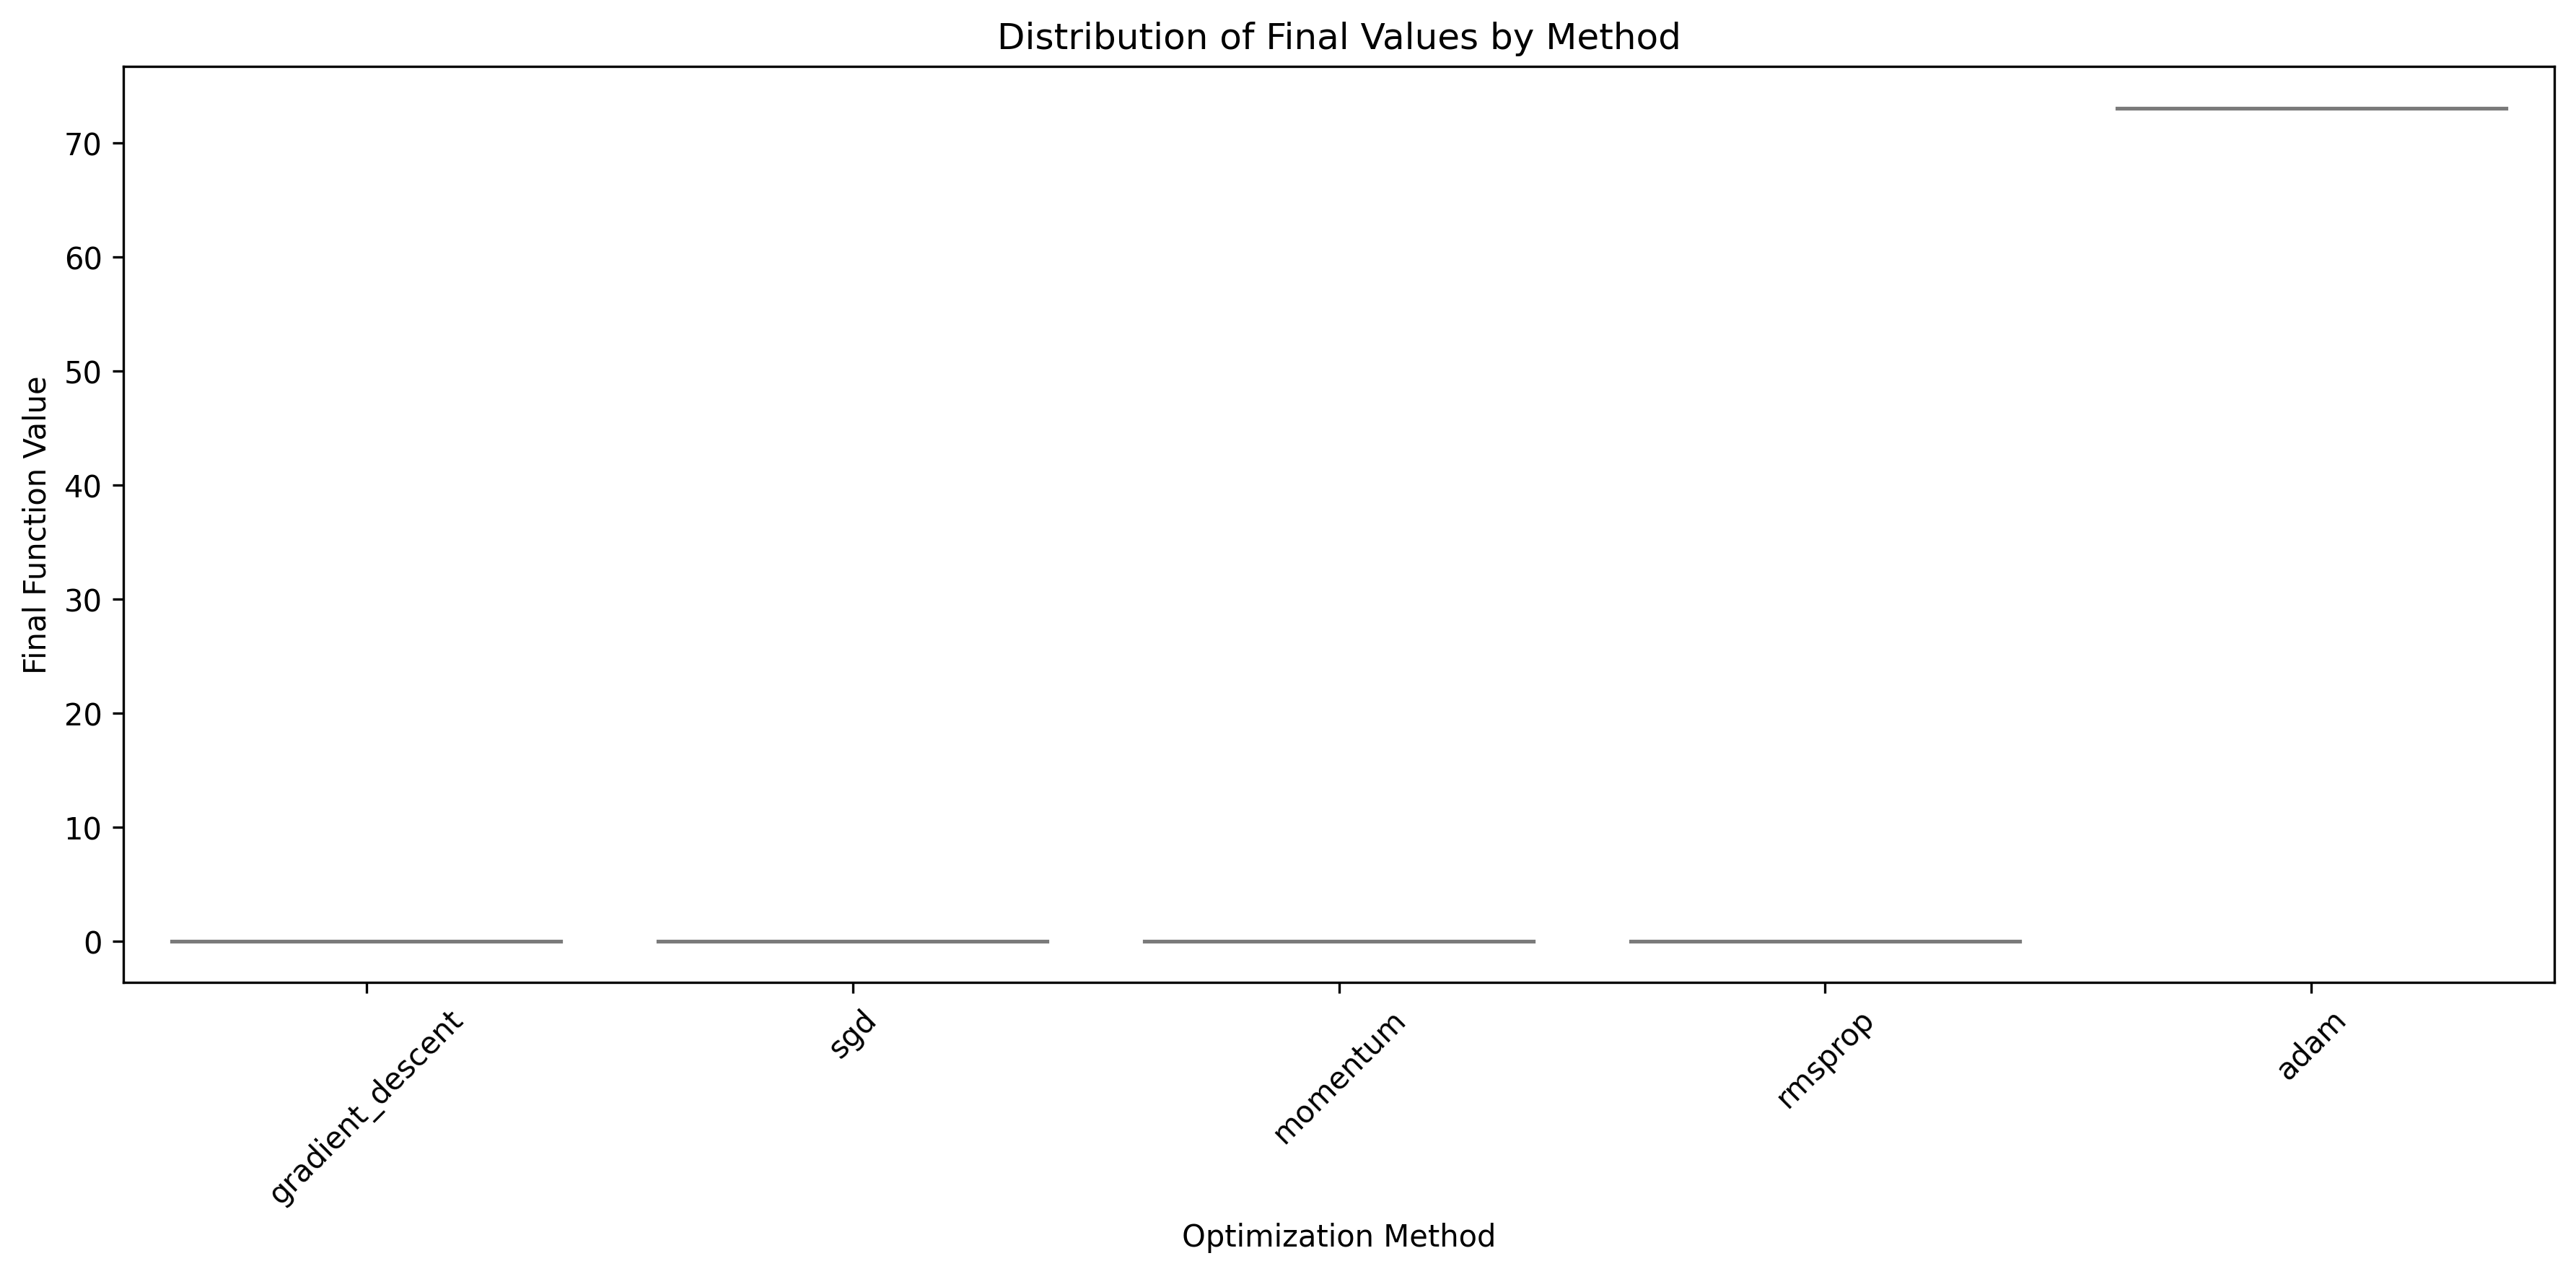 Distribution of Final Values by Method
Final Function Value
70
60
50
40
30
20
10
0
gradient_descent
sgd
momentum
rmsprop
adam
Optimization Method